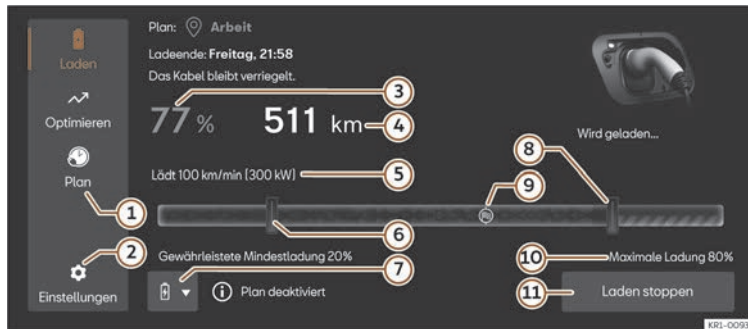 Plan: Arbeit
Laden
Ladeende: Freitag, 21:58
Das Kabel bleibt verriegelt.
3
Optimieren
77 %
511 km
4
Wird geladen...
8
Plan
Lädt 100 km/min (300 kW)
5
9
1
6
2
Gewährleistete Mindestladung 20%
10
Maximale Ladung 80%
7
Einstellungen
Plan deaktiviert
11
Laden stoppen
KR1-0093